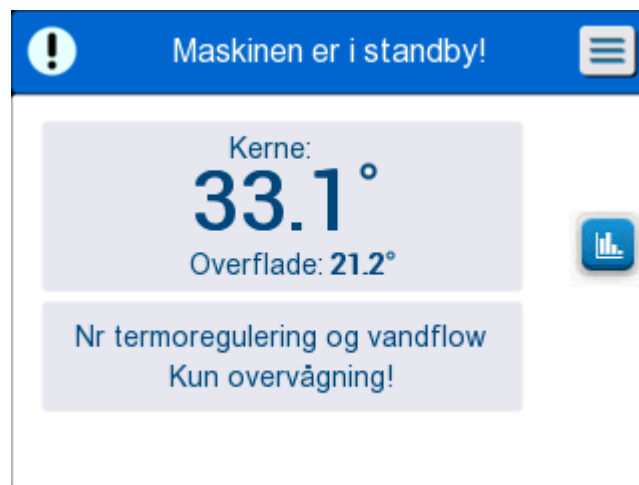 Maskinen er i standby!
Kerne:
33.1°
Overflade: 21.2°
Nr termoregulering og vandflow
Kun overvågning!